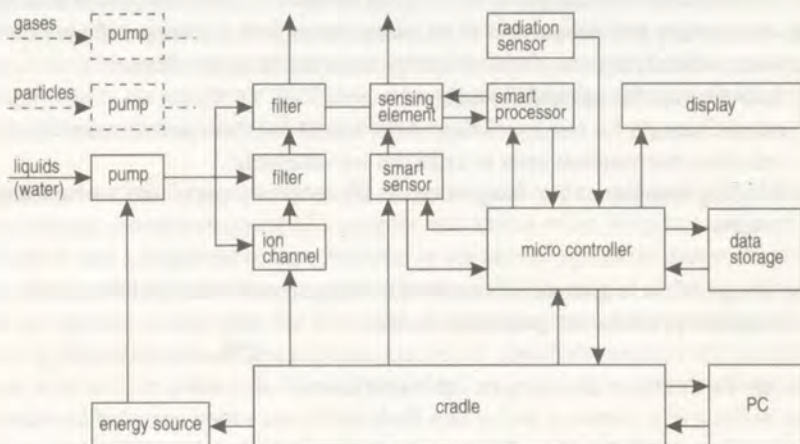 gases
pump
radiation
sensor
particles
pump
filter
sensing
element
smart
processor
display
liquids
(water)
pump
filter
smart
sensor
ion
channel
micro controller
data
storage
energy source
cradle
PC